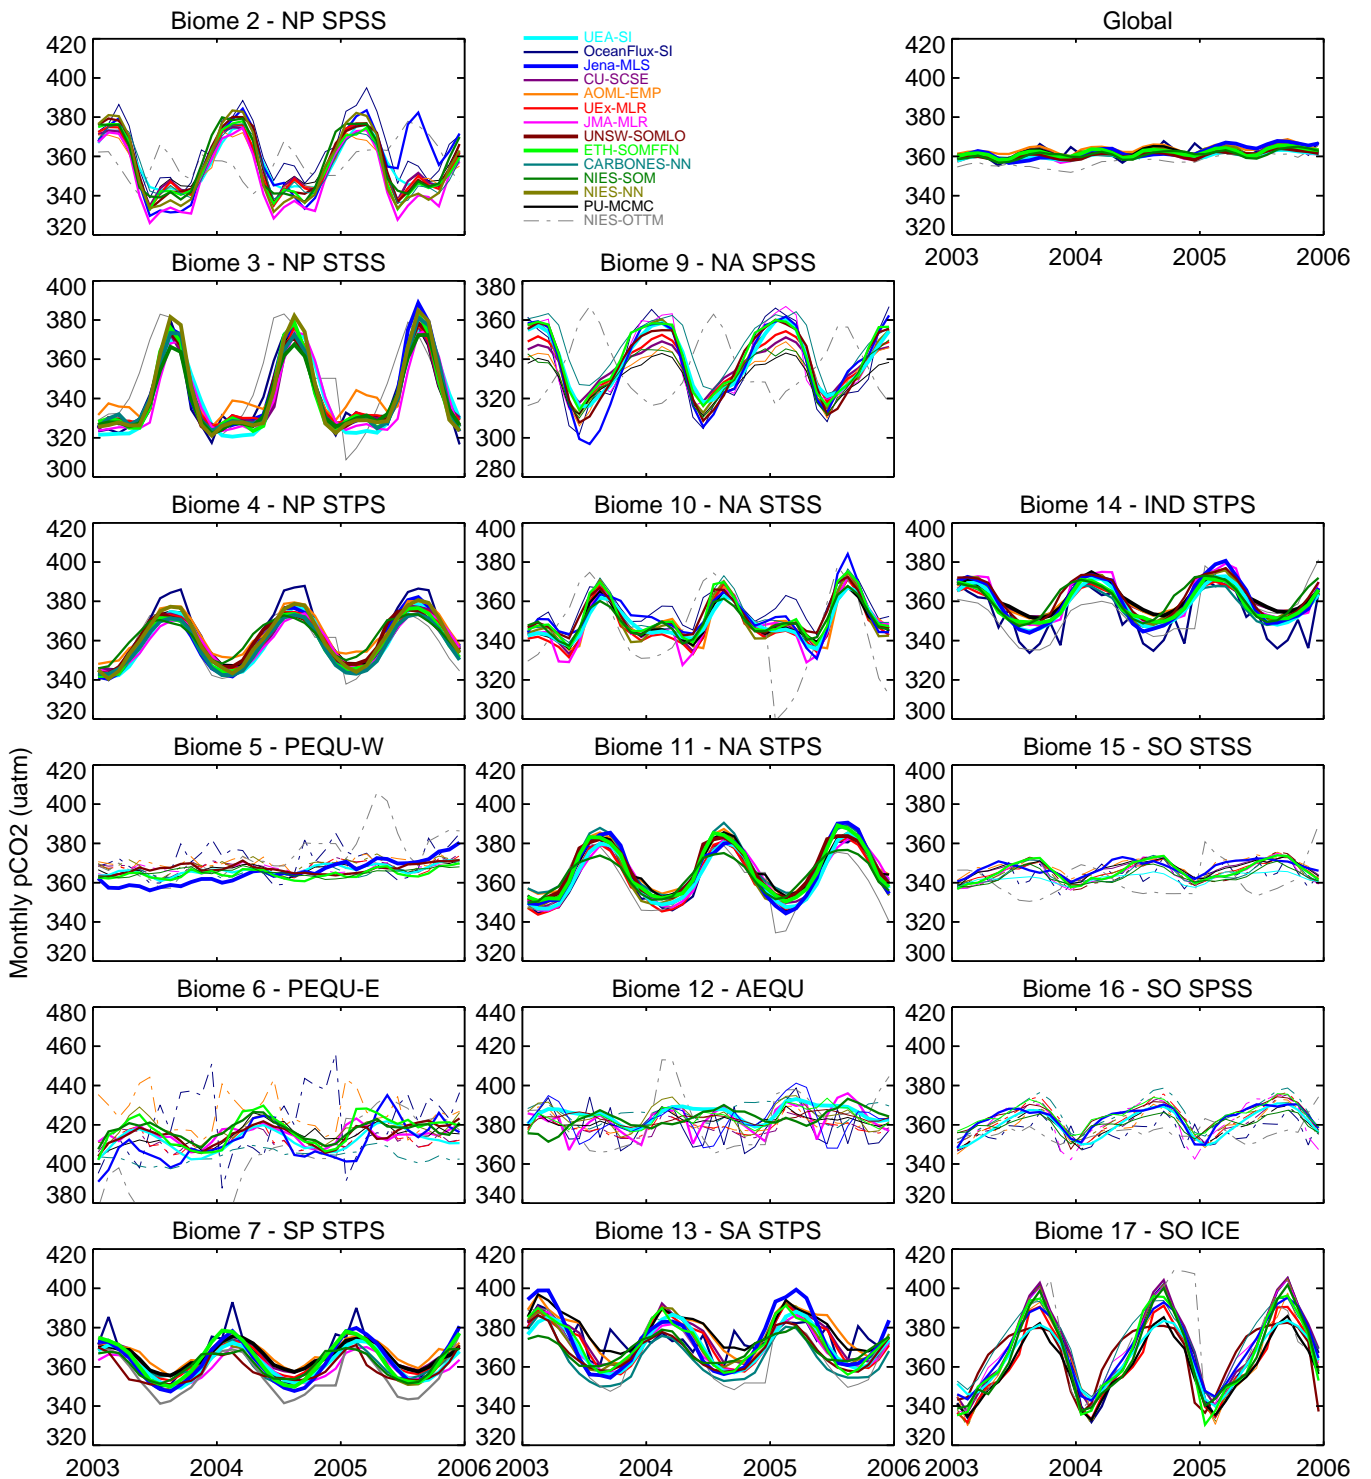 Biome 2 - NP SPSS
420
400
380
360
340
320
UEA-SI
OceanFlux-SI
Jena-MLS
CU-SCSE
AOML-EMP
UEx-MLR
JMA-MLR
UNSW-SOMLO
ETH-SOMFFN
CARBONES-NN
NIES-SOM
NIES-NN
PU-MCMC
NIES-OTTM
Global
420
400
380
360
340
320
2003 2004 2005 2006
Biome 3 - NP STSS
400
380
360
340
320
300
Biome 9 - NA SPSS
380
360
340
320
300
280
Biome 4 - NP STPS
420
400
380
360
340
320
Biome 10 - NA STSS
400
380
360
340
320
300
Biome 14 - IND STPS
400
380
360
340
320
300
Monthly pCO2 (uatm)
Biome 5 - PEQU-W
420
400
380
360
340
320
Biome 11 - NA STPS
420
400
380
360
340
320
Biome 15 - SO STSS
400
380
360
340
320
300
Biome 6 - PEQU-E
480
460
440
420
400
380
Biome 12 - AEQU
440
420
400
380
360
340
Biome 16 - SO SPSS
420
400
380
360
340
320
Biome 7 - SP STPS
420
400
380
360
340
320
2003 2004 2005 2006
Biome 13 - SA STPS
420
400
380
360
340
320
2003 2004 2005 2006
Biome 17 - SO ICE
420
400
380
360
340
320
2003 2004 2005 2006